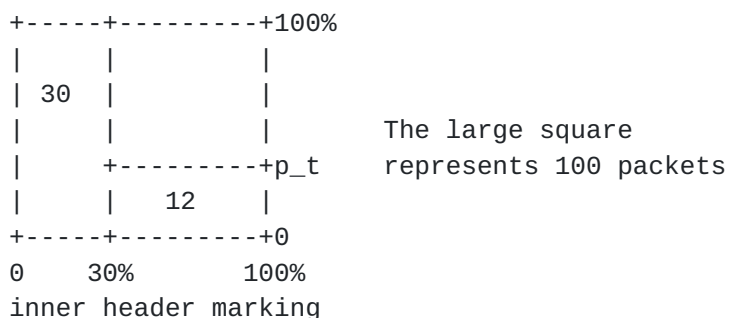 +-----+---------+100%
|     |         |
| 30  |         |
|     |         |       The large square
|     +---------+p_t    represents 100 packets
|     |   12    |
+-----+---------+0
0    30%       100%
inner header marking